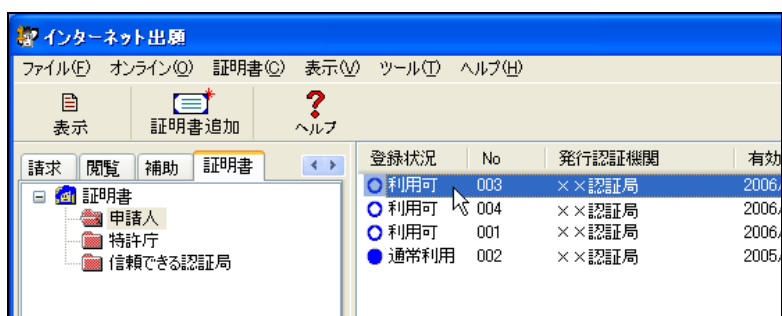 インターネット出願
ファイル(F) オンライン(O) 証明書(C) 表示(V) ツール(T) ヘルプ(H)
表示 証明書追加 ヘルプ
請求 閲覧 補助 証明書
証明書
申請人
特許庁
信頼できる認証局
登録状況 No 発行認証機関 有効
利用可 003 ××認証局 2006/
利用可 004 ××認証局 2006/
利用可 001 ××認証局 2006/
通常利用 002 ××認証局 2005/